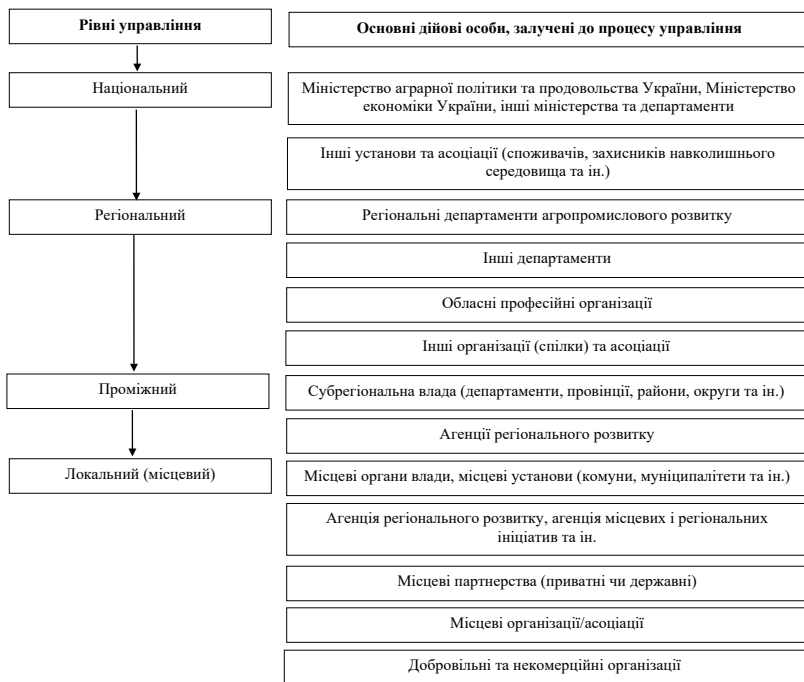 Рівні управління
Основні дійові особи, залучені до процесу управління
Національний
Міністерство аграрної політики та продовольства України, Міністерство
економіки України, інші міністерства та департаменти
Інші установи та асоціації (споживачів, захисників навколишнього
середовища та ін.)
Регіональний
Регіональні департаменти агропромислового розвитку
Інші департаменти
Обласні професійні організації
Інші організації (спілки) та асоціації
Проміжний
Субрегіональна влада (департаменти, провінції, райони, округи та ін.)
Агенції регіонального розвитку
Локальний (місцевий)
Місцеві органи влади, місцеві установи (комуни, муніципалітети та ін.)
Агенція регіонального розвитку, агенція місцевих і регіональних
ініціатив та ін.
Місцеві партнерства (приватні чи державні)
Місцеві організації/асоціації
Добровільні та некомерційні організації